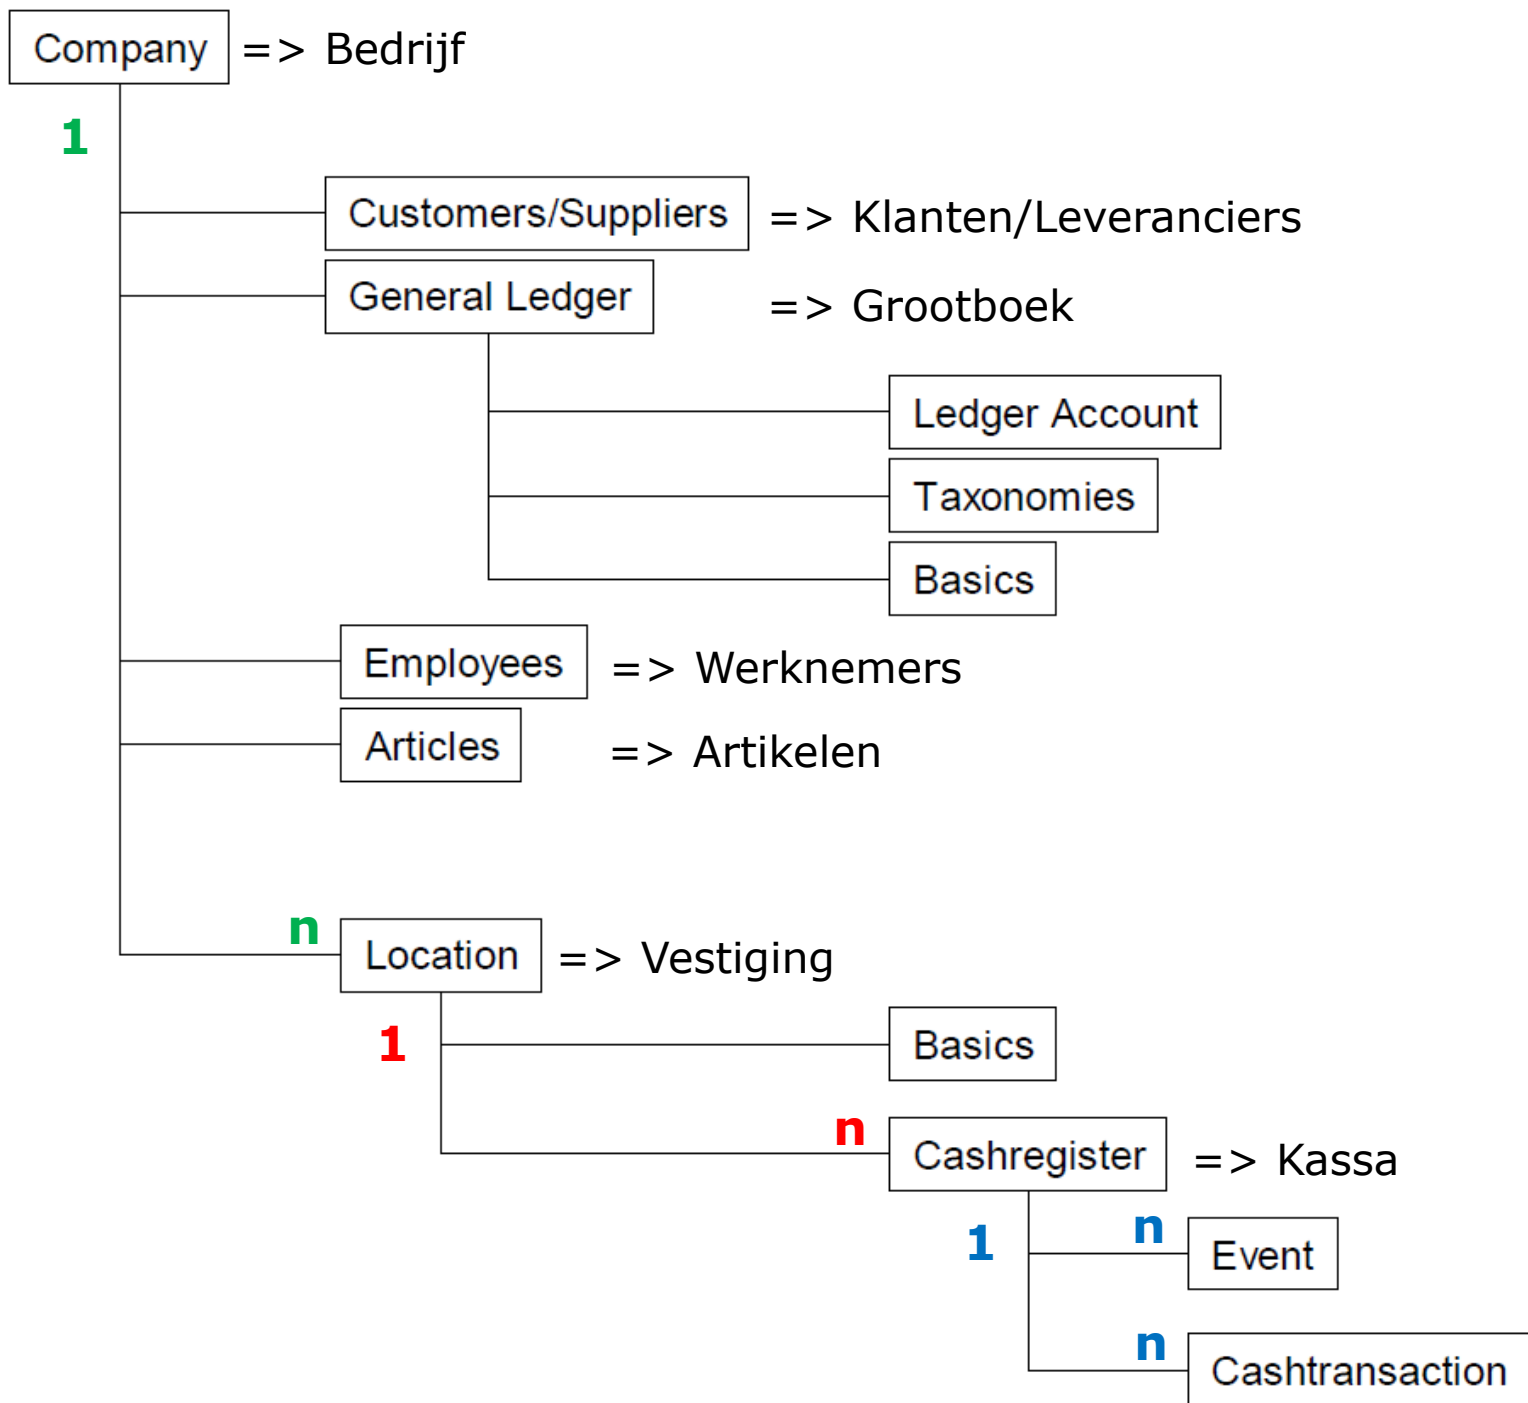 Company => Bedrijf
1
Customers/Suppliers => Klanten/Leveranciers
General Ledger => Grootboek
Ledger Account
Taxonomies
Basics
Employees => Werknemers
Articles => Artikelen
n Location => Vestiging
1 Basics
n Cashregister => Kassa
1 n Event
n Cashtransaction